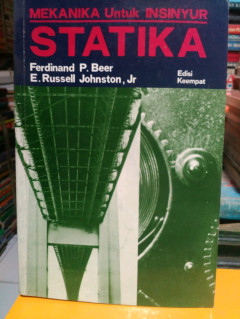 MEKANIKA Untuk INSINYUR
STATIKA
Ferdinand P. Beer
E. Russell Johnston, Jr
Edisi
Keempat